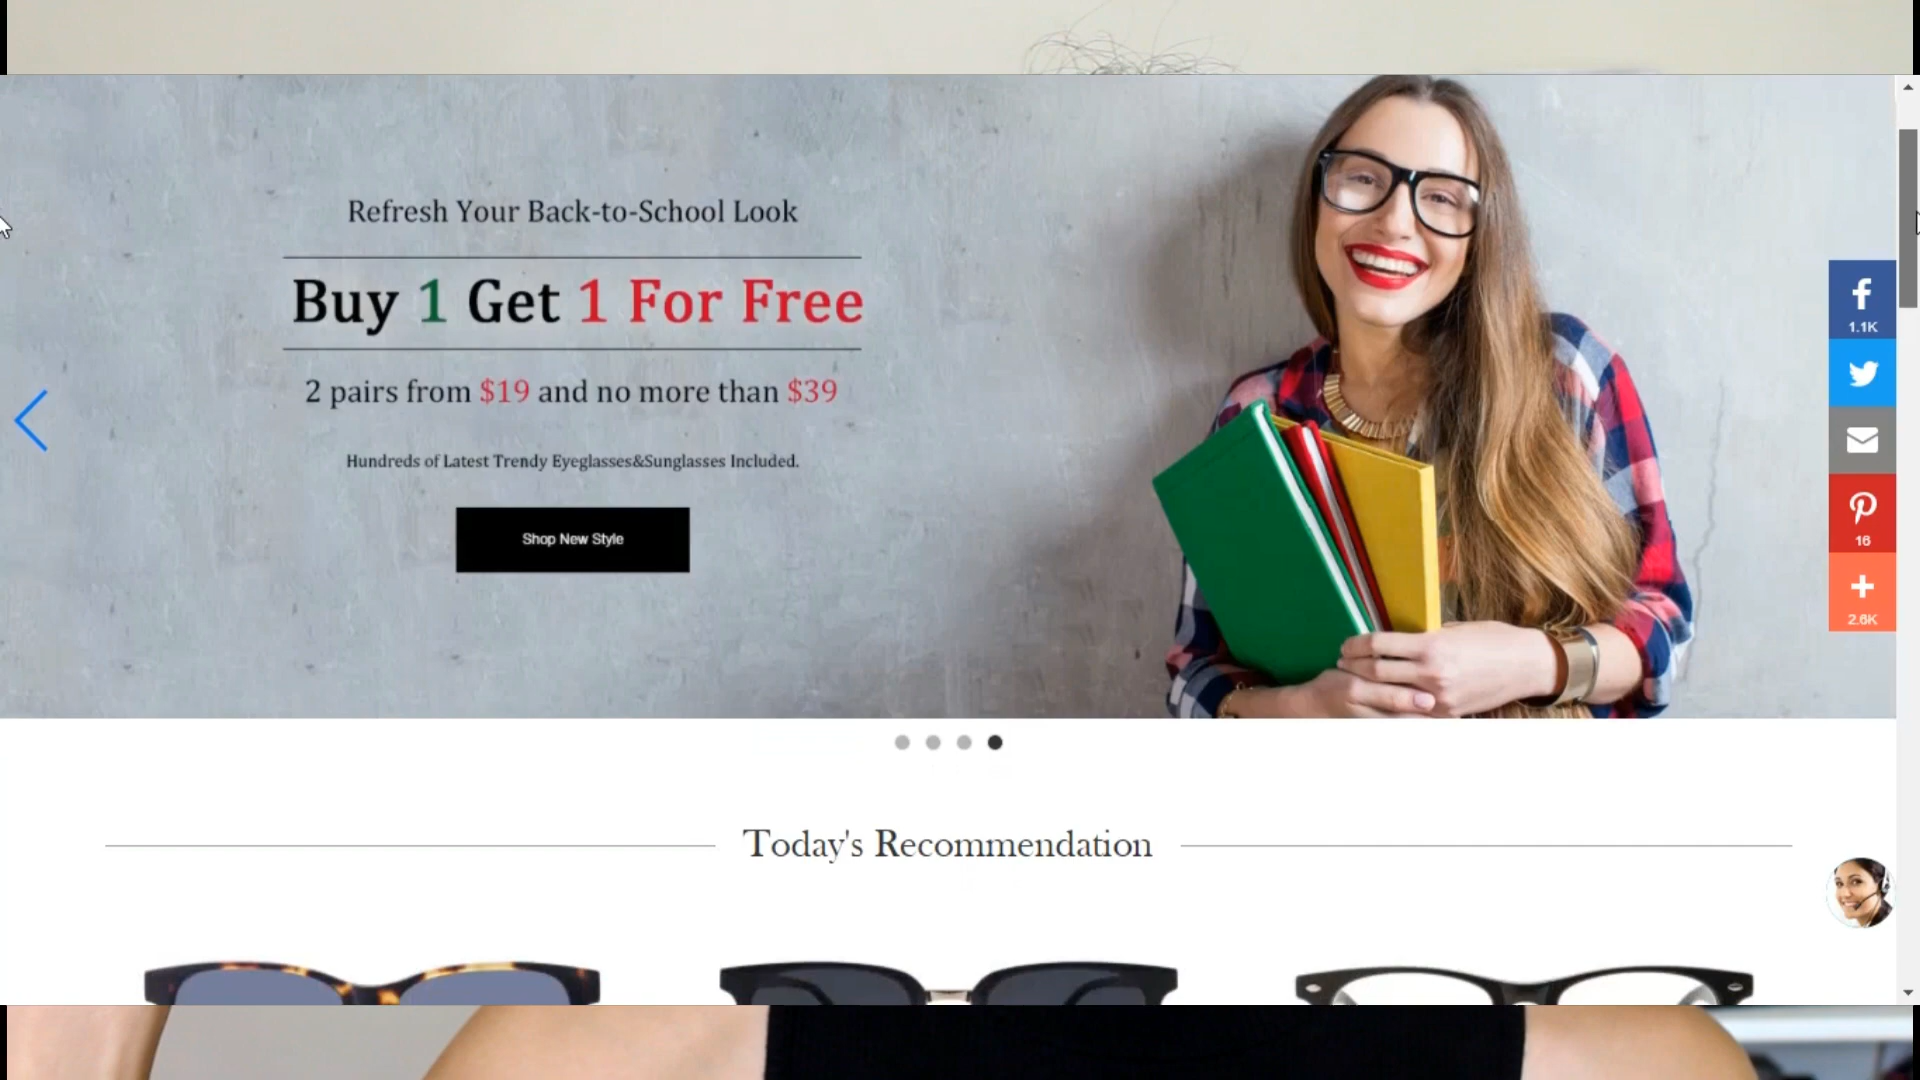 Refresh Your Back-to-School Look
Buy 1 Get 1 For Free
2 pairs from $19 and no more than $39
Hundreds of Latest Trendy Eyeglasses&Sunglasses Included.
Shop New Style
1.1K
16
2.6K
Today's Recommendation